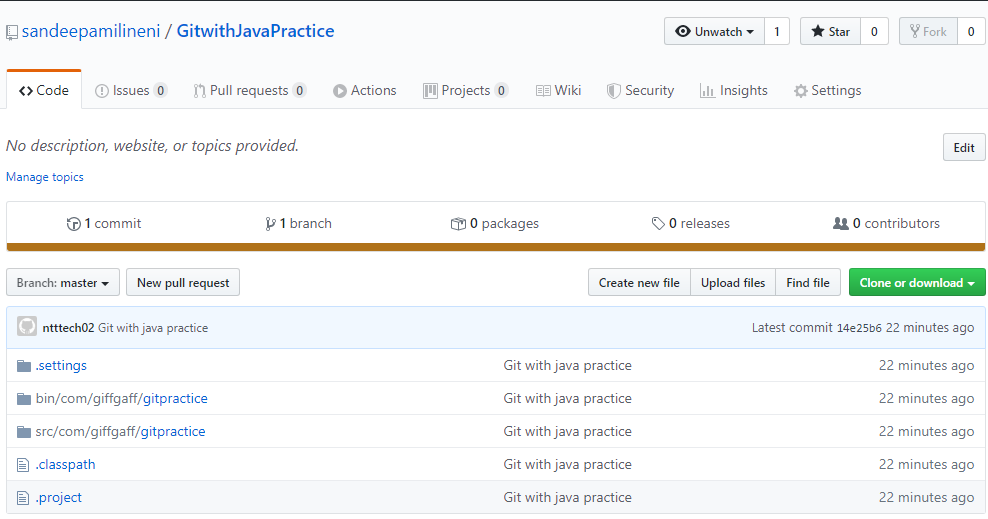 sandeepamilineni / GitwithJavaPractice
Unwatch 1 Star 0 Fork 0
Code Issues 0 Pull requests 0 Actions Projects 0 Wiki Security Insights Settings
No description, website, or topics provided. Edit
Manage topics
1 commit 1 branch 0 packages 0 releases 0 contributors
Branch: master New pull request Create new file Upload files Find file Clone or download
ntttech02 Git with java practice Latest commit 14e25b6 22 minutes ago
.settings Git with java practice 22 minutes ago
bin/com/giffgaff/gitpractice Git with java practice 22 minutes ago
src/com/giffgaff/gitpractice Git with java practice 22 minutes ago
.classpath Git with java practice 22 minutes ago
.project Git with java practice 22 minutes ago